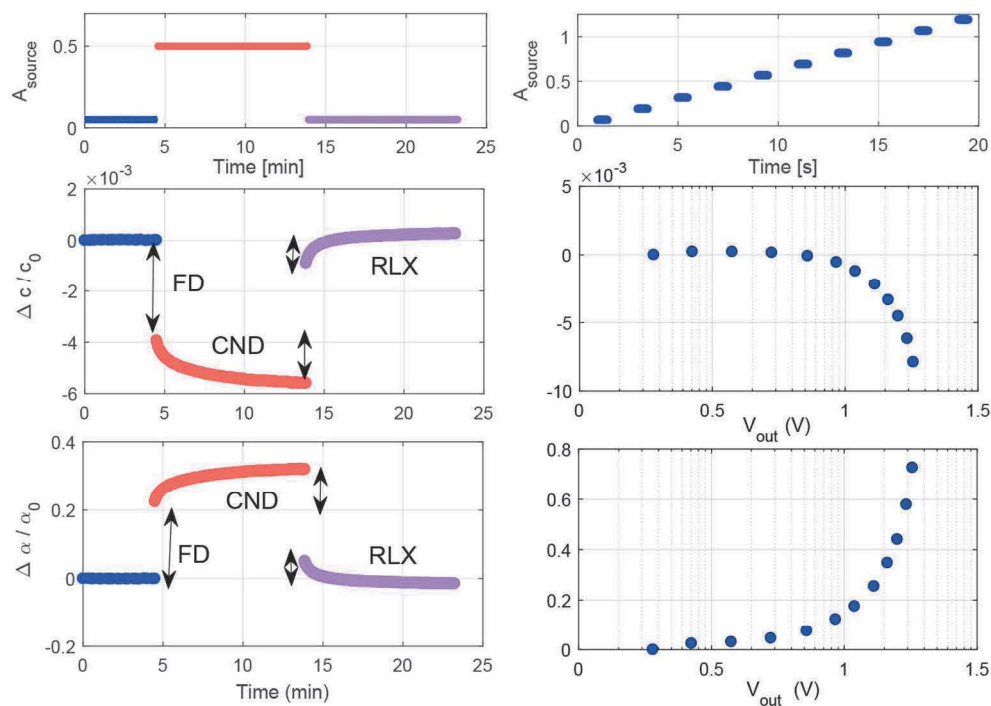 0.5
0
A_source
0 5 10 15 20 25
Time [min]
×10⁻³
2
0
-2
-4
-6
Δ c / c₀
FD
CND
RLX
0 5 10 15 20 25
0.4
0.2
0
-0.2
Δ α / α₀
FD
CND
RLX
0 5 10 15 20 25
Time (min)
1
0.5
0
A_source
0 5 10 15 20
Time [s]
×10⁻³
5
0
-5
-10
0 0.5 1 1.5
V_out (V)
0.8
0.6
0.4
0.2
0
0 0.5 1 1.5
V_out (V)